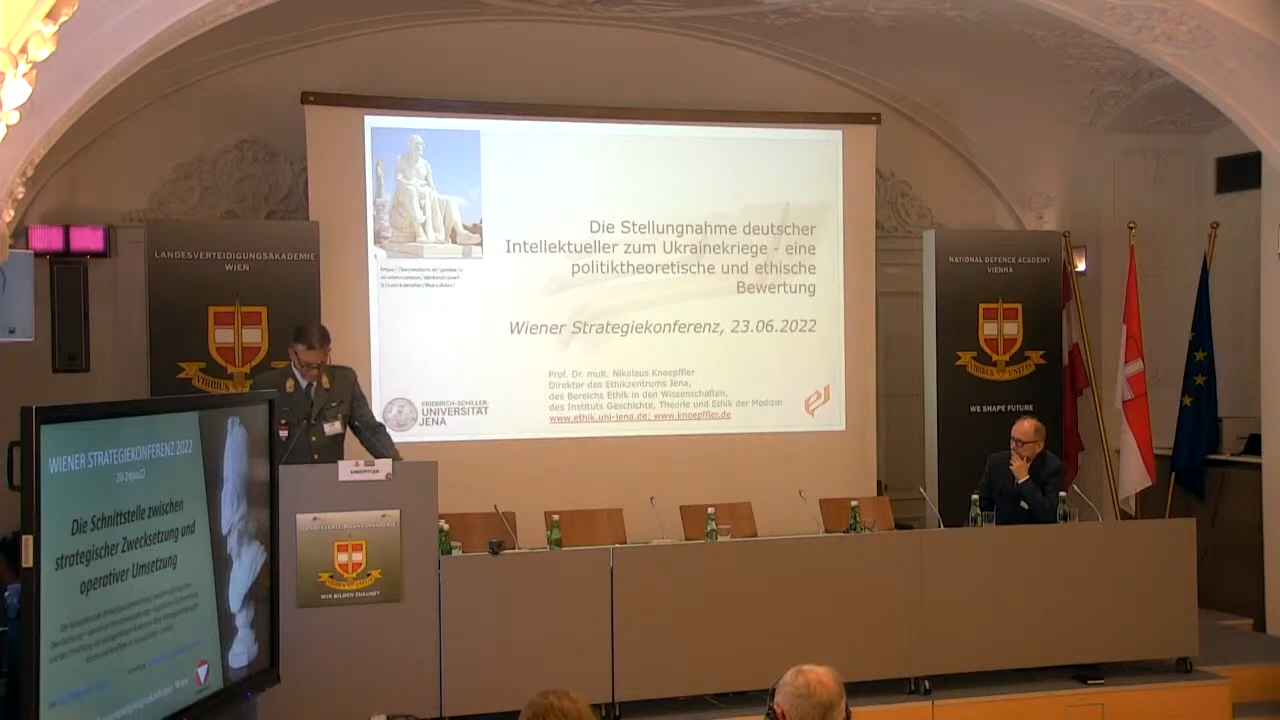 LANDESVERTEIDIGUNGSAKADEMIE
WIEN
VIRIBUS UNITIS
Die Stellungnahme deutscher
Intellektueller zum Ukrainekriege - eine
politiktheoretische und ethische
Bewertung
Wiener Strategiekonferenz, 23.06.2022
Prof. Dr. mult. Nikolaus Knoepffler
Direktor des Ethikzentrums Jena,
des Bereichs Ethik in den Wissenschaften,
des Instituts Geschichte, Theorie und Ethik der Medizin
www.ethik.uni-jena.de; www.knoepffler.de
FRIEDRICH-SCHILLER-
UNIVERSITÄT
JENA
NATIONAL DEFENCE ACADEMY
VIENNA
VIRIBUS UNITIS
WE SHAPE FUTURE
KNOEPFFLER
LANDESVERTEIDIGUNGSAKADEMIE
WIR BILDEN ZUKUNFT
WIENER STRATEGIEKONFERENZ 2022
20-24jun22
Die Schnittstelle zwischen
strategischer Zwecksetzung und
operativer Umsetzung